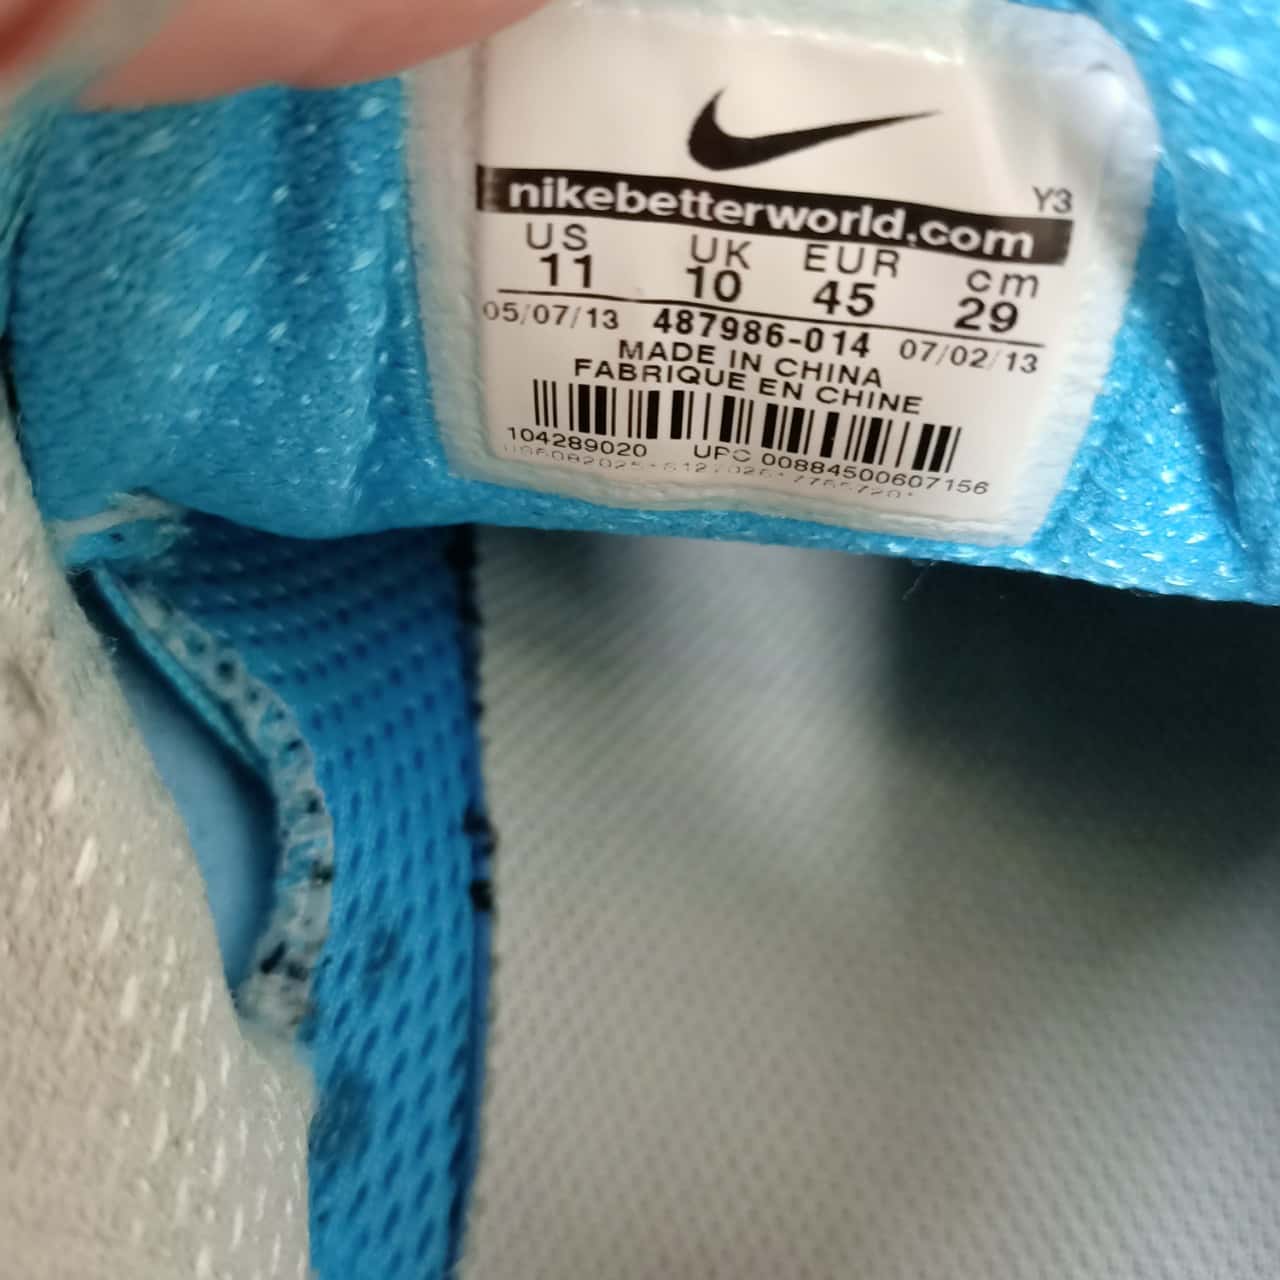 Y3
nikebetterworld.com
US UK EUR cm
11 10 45 29
05/07/13 487986-014 07/02/13
MADE IN CHINA
FABRIQUE EN CHINE
104289020 UPC 00884500607156